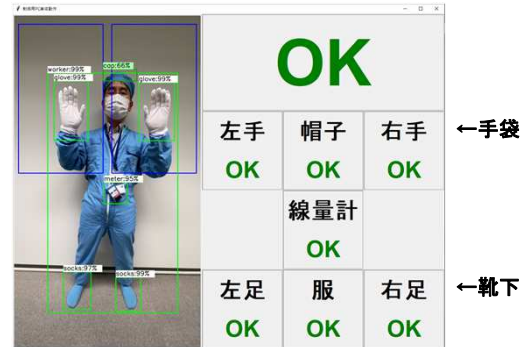 worker:99%
cap:66%
glove:99%
glove:99%
meter:95%
socks:97%
socks:99%
OK
左手 帽子 右手
OK OK OK
線量計
OK
左足 服 右足
OK OK OK
←手袋
←靴下